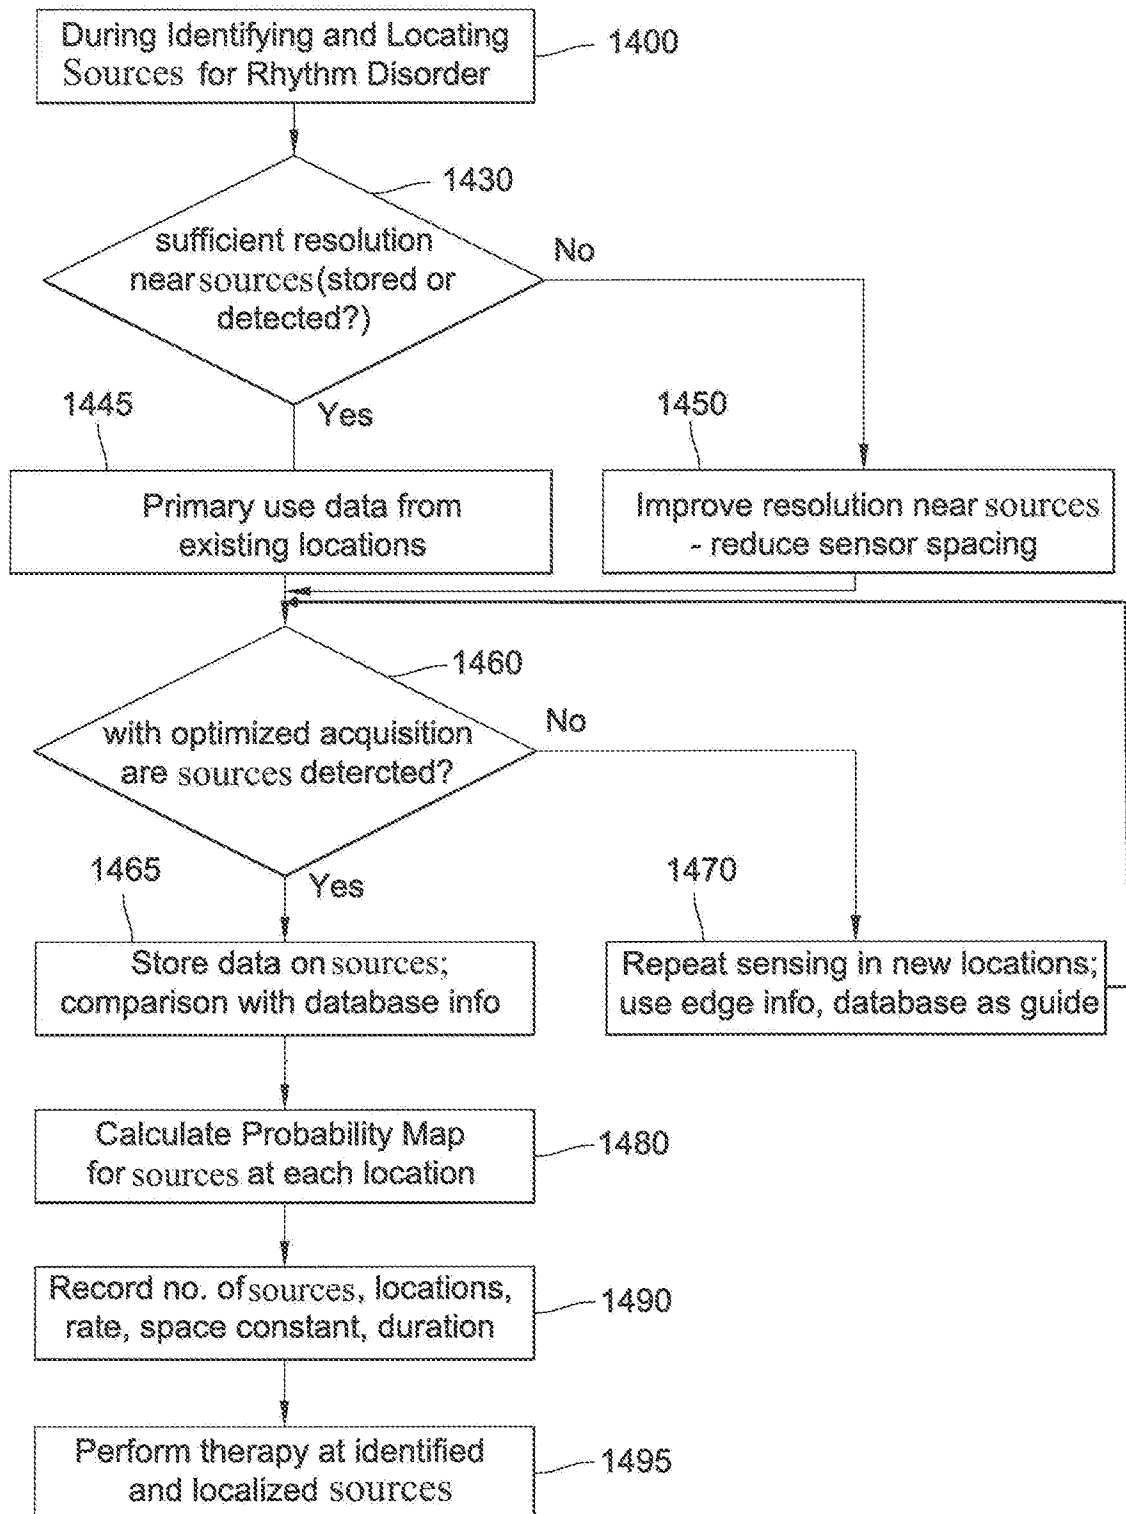 During Identifying and Locating
Sources for Rhythm Disorder
1400
1430
sufficient resolution
near sources (stored or
detected?)
No
Yes
1445
1450
Primary use data from
existing locations
Improve resolution near sources
- reduce sensor spacing
1460
with optimized acquisition
are sources detercted?
No
Yes
1465
1470
Store data on sources;
comparison with database info
Repeat sensing in new locations;
use edge info, database as guide
Calculate Probability Map
for sources at each location
1480
Record no. of sources, locations,
rate, space constant, duration
1490
Perform therapy at identified
and localized sources
1495